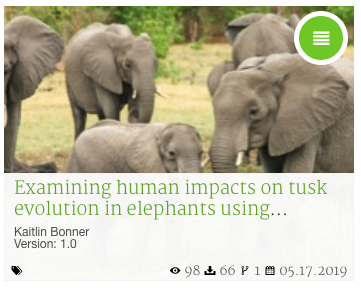 Examining human impacts on tusk
evolution in elephants using...
Kaitlin Bonner
Version: 1.0
98 66 1 05.17.2019